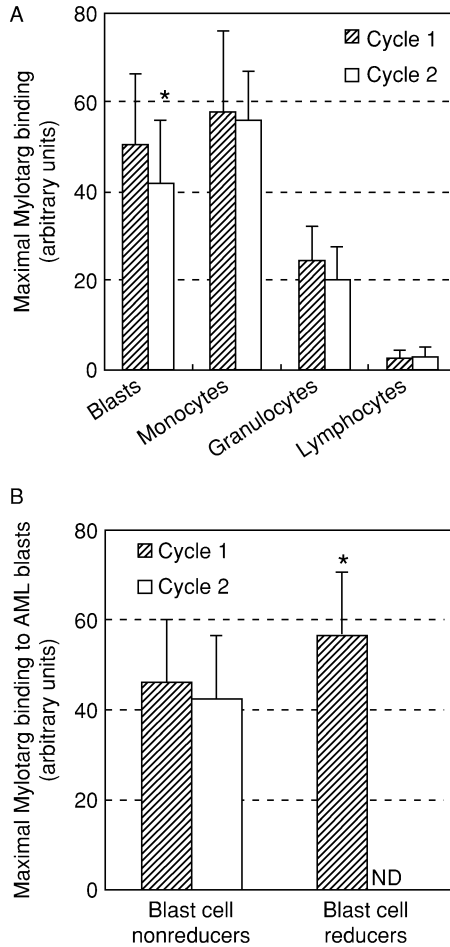 A
Maximal Mylotarg binding
(arbitrary units)
80
60
40
20
0
Cycle 1
Cycle 2
*
Blasts
Monocytes
Granulocytes
Lymphocytes
B
Maximal Mylotarg binding to AML blasts
(arbitrary units)
80
60
40
20
0
Cycle 1
Cycle 2
*
ND
Blast cell
nonreducers
Blast cell
reducers